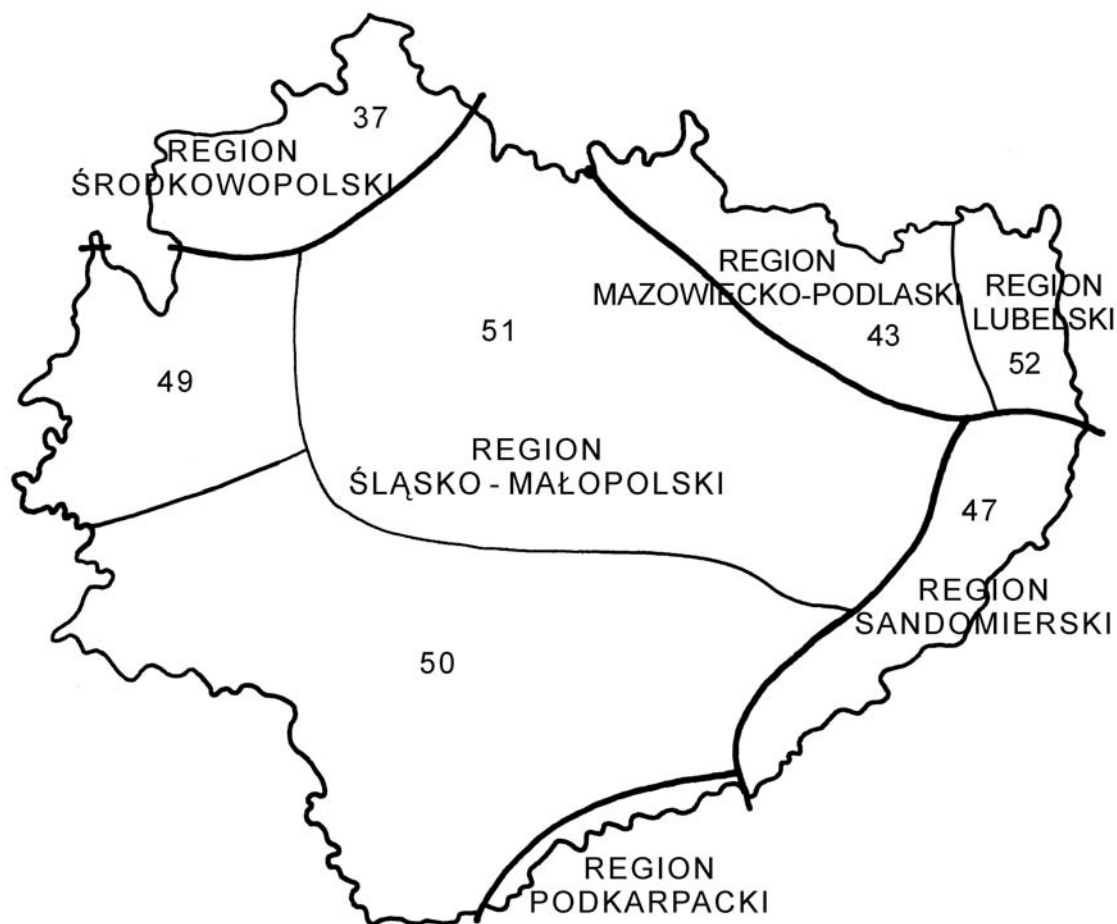 37
REGION
ŚRODKOWOPOLSKI
REGION
MAZOWIECKO-PODLASKI
43
REGION
LUBELSKI
52
51
49
REGION
ŚLĄSKO - MAŁOPOLSKI
47
REGION
SANDOMIERSKI
50
REGION
PODKARPACKI